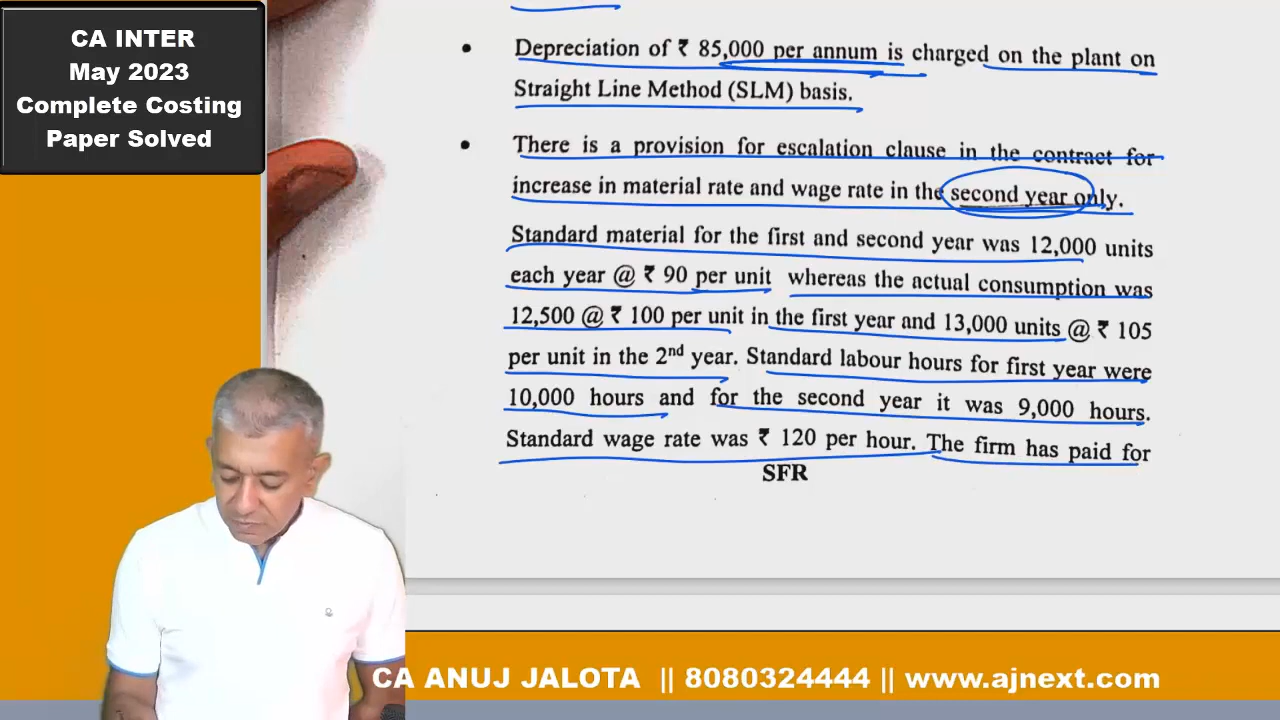 CA INTER
May 2023
Complete Costing
Paper Solved
• Depreciation of ₹ 85,000 per annum is charged on the plant on
Straight Line Method (SLM) basis.
• There is a provision for escalation clause in the contract for
increase in material rate and wage rate in the second year only.
Standard material for the first and second year was 12,000 units
each year @ ₹ 90 per unit whereas the actual consumption was
12,500 @ ₹ 100 per unit in the first year and 13,000 units @ ₹ 105
per unit in the 2nd year. Standard labour hours for first year were
10,000 hours and for the second year it was 9,000 hours.
Standard wage rate was ₹ 120 per hour. The firm has paid for
SFR
CA ANUJ JALOTA || 8080324444 || www.ajnext.com